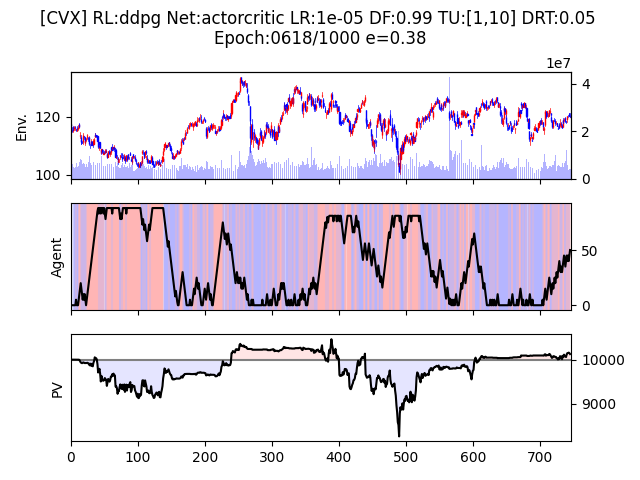 [CVX] RL:ddpg Net:actorcritic LR:1e-05 DF:0.99 TU:[1,10] DRT:0.05
Epoch:0618/1000 e=0.38
1e7
Env.
120
100
4
2
0
Agent
50
0
PV
10000
9000
0 100 200 300 400 500 600 700